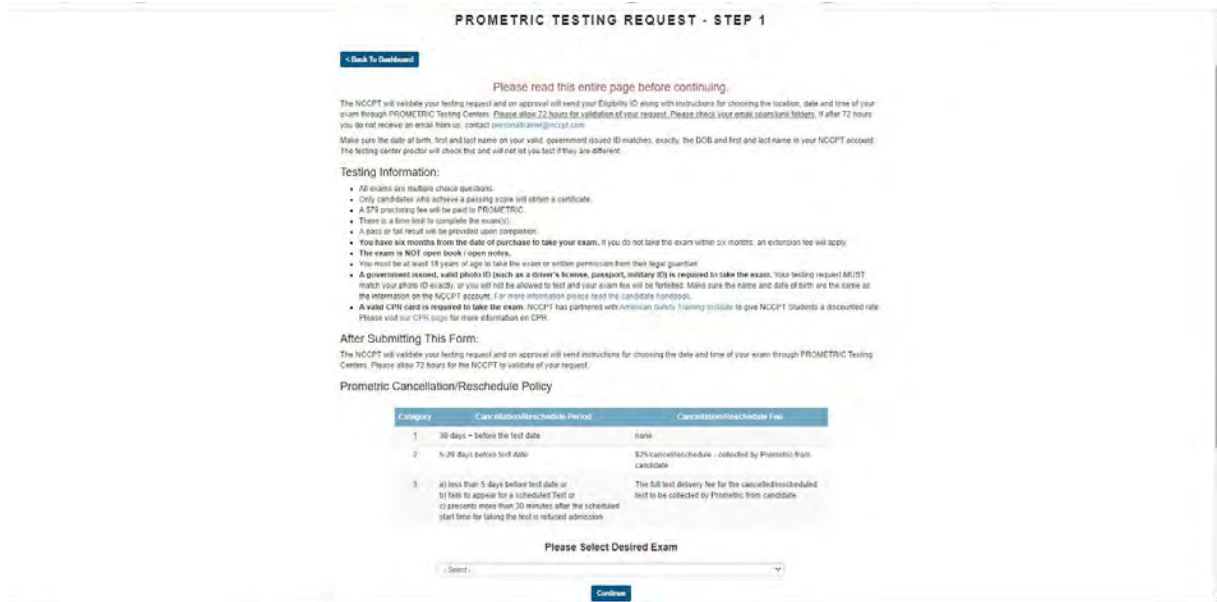 PROMETRIC TESTING REQUEST - STEP 1
< Back To Dashboard
Please read this entire page before continuing.
The NCCPT will validate your testing request and on approval will send your Eligibility ID along with instructions for choosing the location, date and time of your
exam through PROMETRIC Testing Centers. Please allow 72 hours for validation of your request. Please check your email spam/junk folders. If after 72 hours
you do not receive an email from us, contact personaltrainer@nccpt.com
Make sure the date of birth, first and last name on your valid, government issued ID matches, exactly, the DOB and first and last name in your NCCPT account.
The testing center proctor will check this and will not let you test if they are different.
Testing Information:
• All exams are multiple choice questions.
• Only candidates who achieve a passing score will obtain a certificate.
• A $79 proctoring fee will be paid to PROMETRIC.
• There is a time limit to complete the exam(s).
• A pass or fail result will be provided upon completion.
• You have six months from the date of purchase to take your exam. If you do not take the exam within six months, an extension fee will apply.
• The exam is NOT open book / open notes.
• You must be at least 18 years of age to take the exam or written permission from their legal guardian
• A government issued, valid photo ID (such as a driver's license, passport, military ID) is required to take the exam. Your testing request MUST
match your photo ID exactly, or you will not be allowed to test and your exam fee will be forfeited. Make sure the name and date of birth are the same as
the information on the NCCPT account. For more information please read the candidate handbook.
• A valid CPR card is required to take the exam. NCCPT has partnered with American Safety Training Institute to give NCCPT Students a discounted rate.
Please visit our CPR page for more information on CPR.
After Submitting This Form:
The NCCPT will validate your testing request and on approval will send instructions for choosing the date and time of your exam through PROMETRIC Testing
Centers. Please allow 72 hours for the NCCPT to validate of your request.
Prometric Cancellation/Reschedule Policy
Category Cancellation/Reschedule Period Cancellation/Reschedule Fee
1 30 days + before the test date none
2 5-29 days before test date $25/cancel/reschedule - collected by Prometric from
candidate
3 a) less than 5 days before test date or The full test delivery fee for the cancelled/rescheduled
b) fails to appear for a scheduled Test or test to be collected by Prometric from candidate
c) presents more than 30 minutes after the scheduled
start time for taking the test is refused admission
Please Select Desired Exam
- Select -
Continue